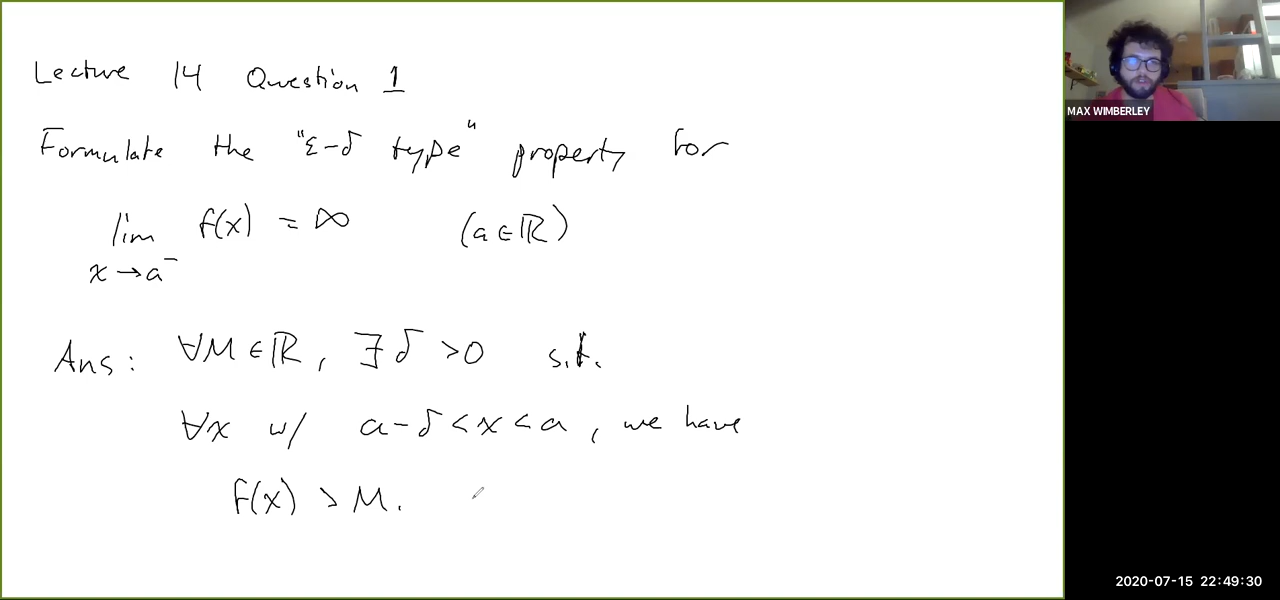 Lecture 14 Question 1
Formulate the "ε-δ type" property for
lim f(x) = ∞ (a ∈ ℝ)
x → a⁻
Ans: ∀M ∈ ℝ, ∃ δ > 0 s.t.
∀x w/ a - δ < x < a, we have
f(x) > M.
MAX WIMBERLEY
2020-07-15 22:49:30